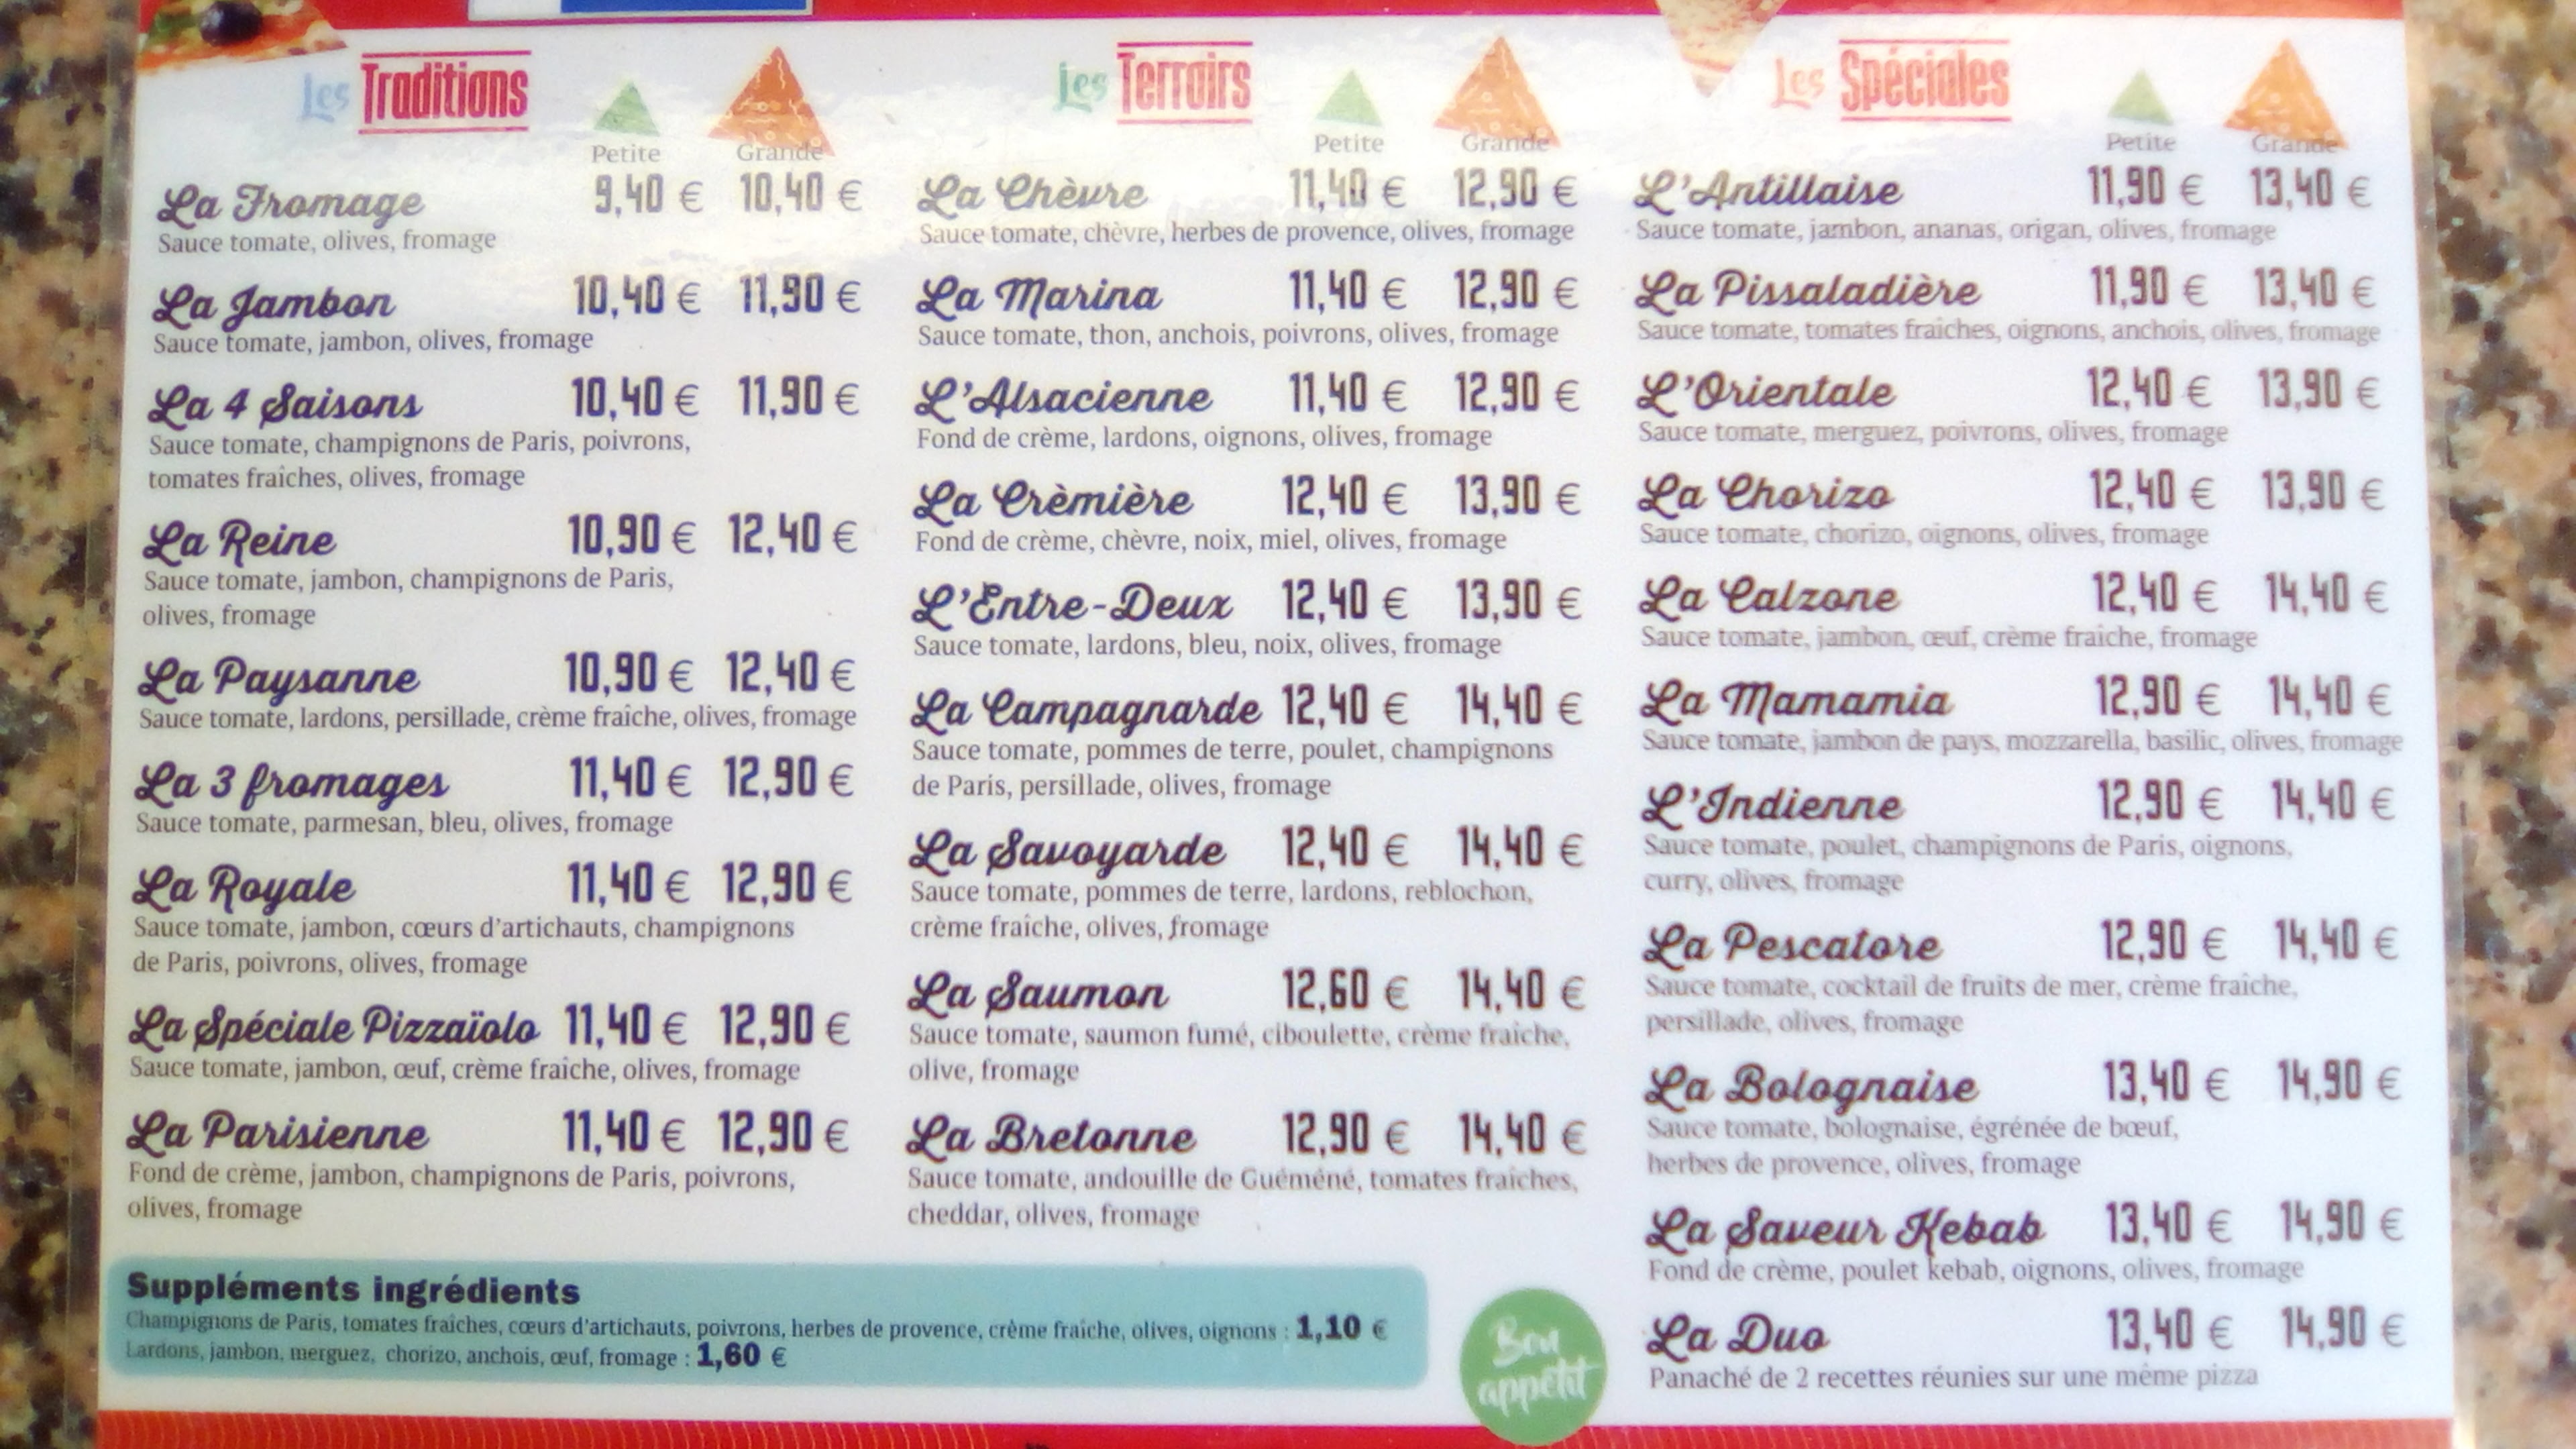 Les Traditions
Petite Grande
La Fromage 9,40 € 10,40 €
Sauce tomate, olives, fromage
La Jambon 10,40 € 11,90 €
Sauce tomate, jambon, olives, fromage
La 4 Saisons 10,40 € 11,90 €
Sauce tomate, champignons de Paris, poivrons,
tomates fraîches, olives, fromage
La Reine 10,90 € 12,40 €
Sauce tomate, jambon, champignons de Paris,
olives, fromage
La Paysanne 10,90 € 12,40 €
Sauce tomate, lardons, persillade, crème fraîche, olives, fromage
La 3 fromages 11,40 € 12,90 €
Sauce tomate, parmesan, bleu, olives, fromage
La Royale 11,40 € 12,90 €
Sauce tomate, jambon, cœurs d'artichauts, champignons
de Paris, poivrons, olives, fromage
La Spéciale Pizzaïolo 11,40 € 12,90 €
Sauce tomate, jambon, œuf, crème fraîche, olives, fromage
La Parisienne 11,40 € 12,90 €
Fond de crème, jambon, champignons de Paris, poivrons,
olives, fromage
Les Terroirs
Petite Grande
La Chèvre 11,40 € 12,90 €
Sauce tomate, chèvre, herbes de provence, olives, fromage
La Marina 11,40 € 12,90 €
Sauce tomate, thon, anchois, poivrons, olives, fromage
L'Alsacienne 11,40 € 12,90 €
Fond de crème, lardons, oignons, olives, fromage
La Crèmière 12,40 € 13,90 €
Fond de crème, chèvre, noix, miel, olives, fromage
L'Entre-Deux 12,40 € 13,90 €
Sauce tomate, lardons, bleu, noix, olives, fromage
La Campagnarde 12,40 € 14,40 €
Sauce tomate, pommes de terre, poulet, champignons
de Paris, persillade, olives, fromage
La Savoyarde 12,40 € 14,40 €
Sauce tomate, pommes de terre, lardons, reblochon,
crème fraîche, olives, fromage
La Saumon 12,60 € 14,40 €
Sauce tomate, saumon fumé, ciboulette, crème fraîche,
olive, fromage
La Bretonne 12,90 € 14,40 €
Sauce tomate, andouille de Guéméné, tomates fraîches,
cheddar, olives, fromage
Les Spéciales
Petite Grande
L'Antillaise 11,90 € 13,40 €
Sauce tomate, jambon, ananas, origan, olives, fromage
La Pissaladière 11,90 € 13,40 €
Sauce tomate, tomates fraîches, oignons, anchois, olives, fromage
L'Orientale 12,40 € 13,90 €
Sauce tomate, merguez, poivrons, olives, fromage
La Chorizo 12,40 € 13,90 €
Sauce tomate, chorizo, oignons, olives, fromage
La Calzone 12,40 € 14,40 €
Sauce tomate, jambon, œuf, crème fraîche, fromage
La Mamamia 12,90 € 14,40 €
Sauce tomate, jambon de pays, mozzarella, basilic, olives, fromage
L'Indienne 12,90 € 14,40 €
Sauce tomate, poulet, champignons de Paris, oignons,
curry, olives, fromage
La Pescatore 12,90 € 14,40 €
Sauce tomate, cocktail de fruits de mer, crème fraîche,
persillade, olives, fromage
La Bolognaise 13,40 € 14,90 €
Sauce tomate, bolognaise, égrénée de bœuf,
herbes de provence, olives, fromage
La Saveur Kebab 13,40 € 14,90 €
Fond de crème, poulet kebab, oignons, olives, fromage
La Duo 13,40 € 14,90 €
Panaché de 2 recettes réunies sur une même pizza
Suppléments ingrédients
Champignons de Paris, tomates fraîches, cœurs d'artichauts, poivrons, herbes de provence, crème fraîche, olives, oignons : 1,10 €
Lardons, jambon, merguez, chorizo, anchois, œuf, fromage : 1,60 €
Bon
appétit